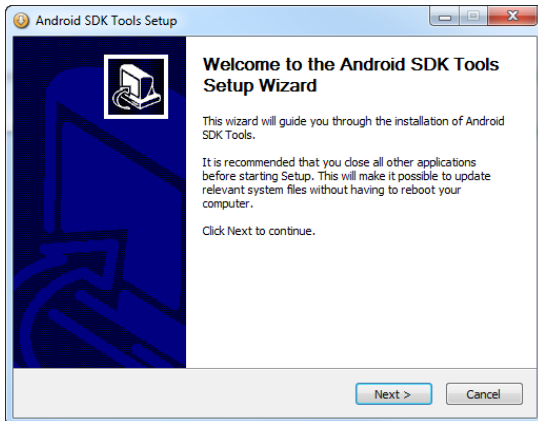 Android SDK Tools Setup
Welcome to the Android SDK Tools
Setup Wizard
This wizard will guide you through the installation of Android
SDK Tools.
It is recommended that you close all other applications
before starting Setup. This will make it possible to update
relevant system files without having to reboot your
computer.
Click Next to continue.
Next >
Cancel